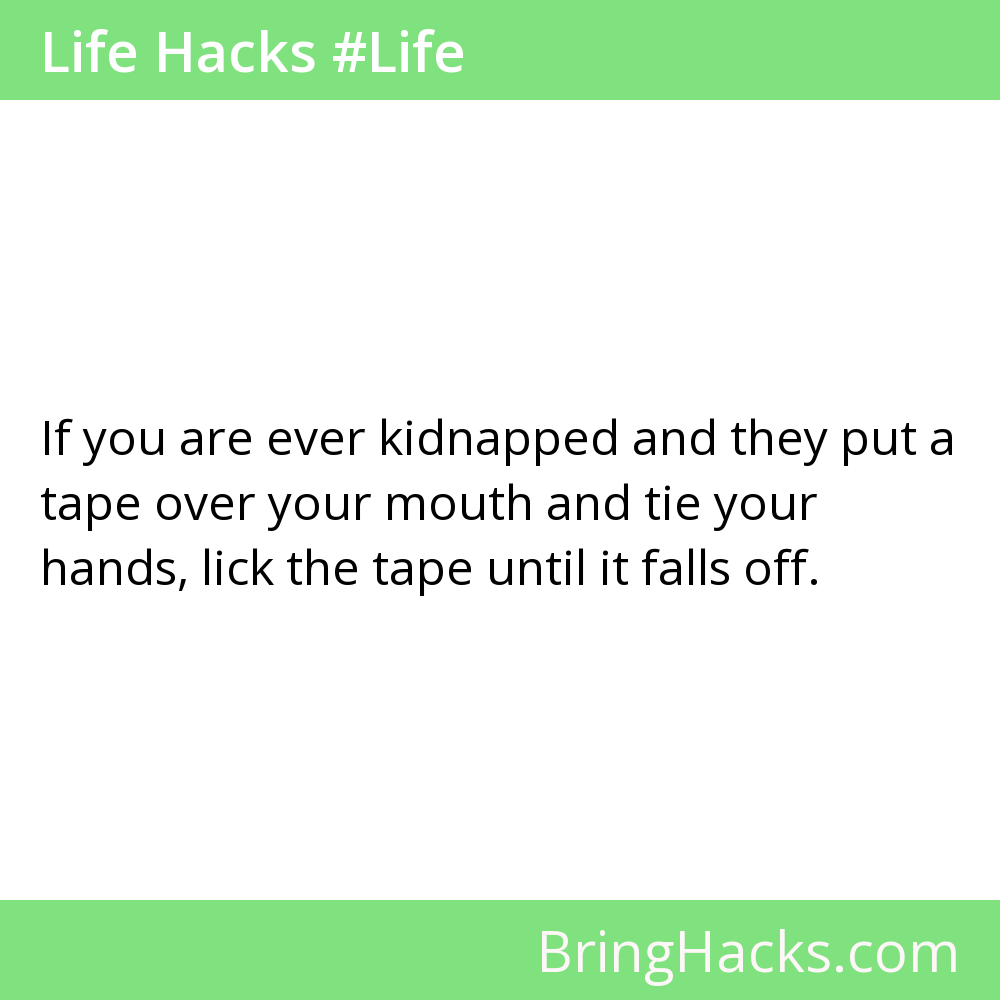 Life Hacks #Life
If you are ever kidnapped and they put a
tape over your mouth and tie your
hands, lick the tape until it falls off.
BringHacks.com